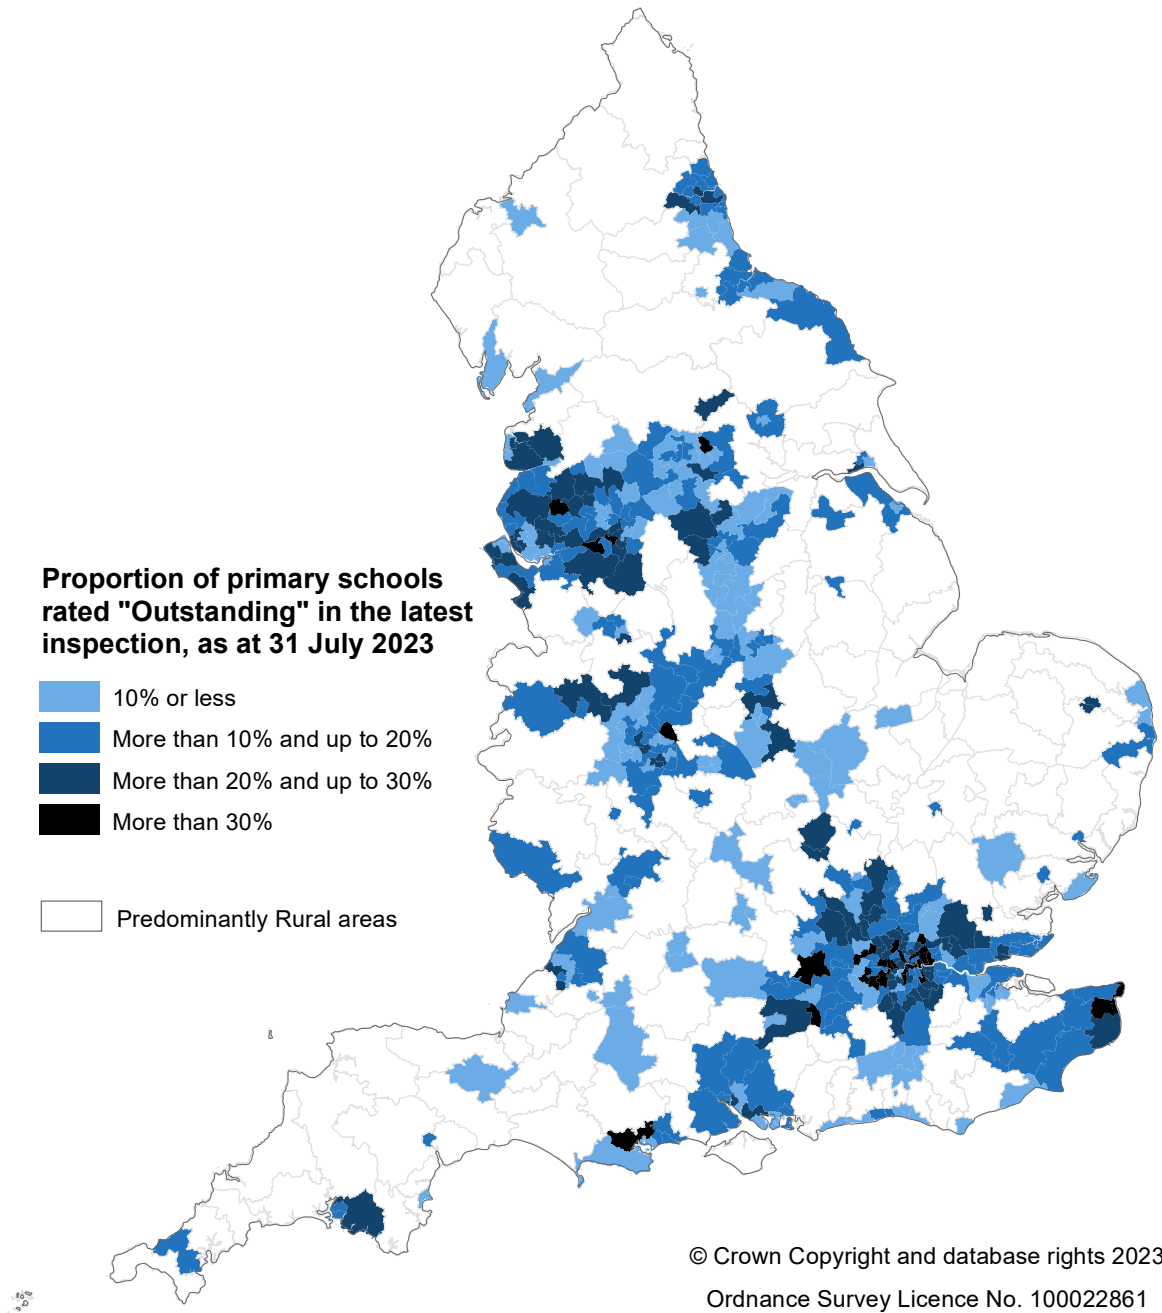 Proportion of primary schools
rated "Outstanding" in the latest
inspection, as at 31 July 2023
10% or less
More than 10% and up to 20%
More than 20% and up to 30%
More than 30%
Predominantly Rural areas
© Crown Copyright and database rights 2023
Ordnance Survey Licence No. 100022861